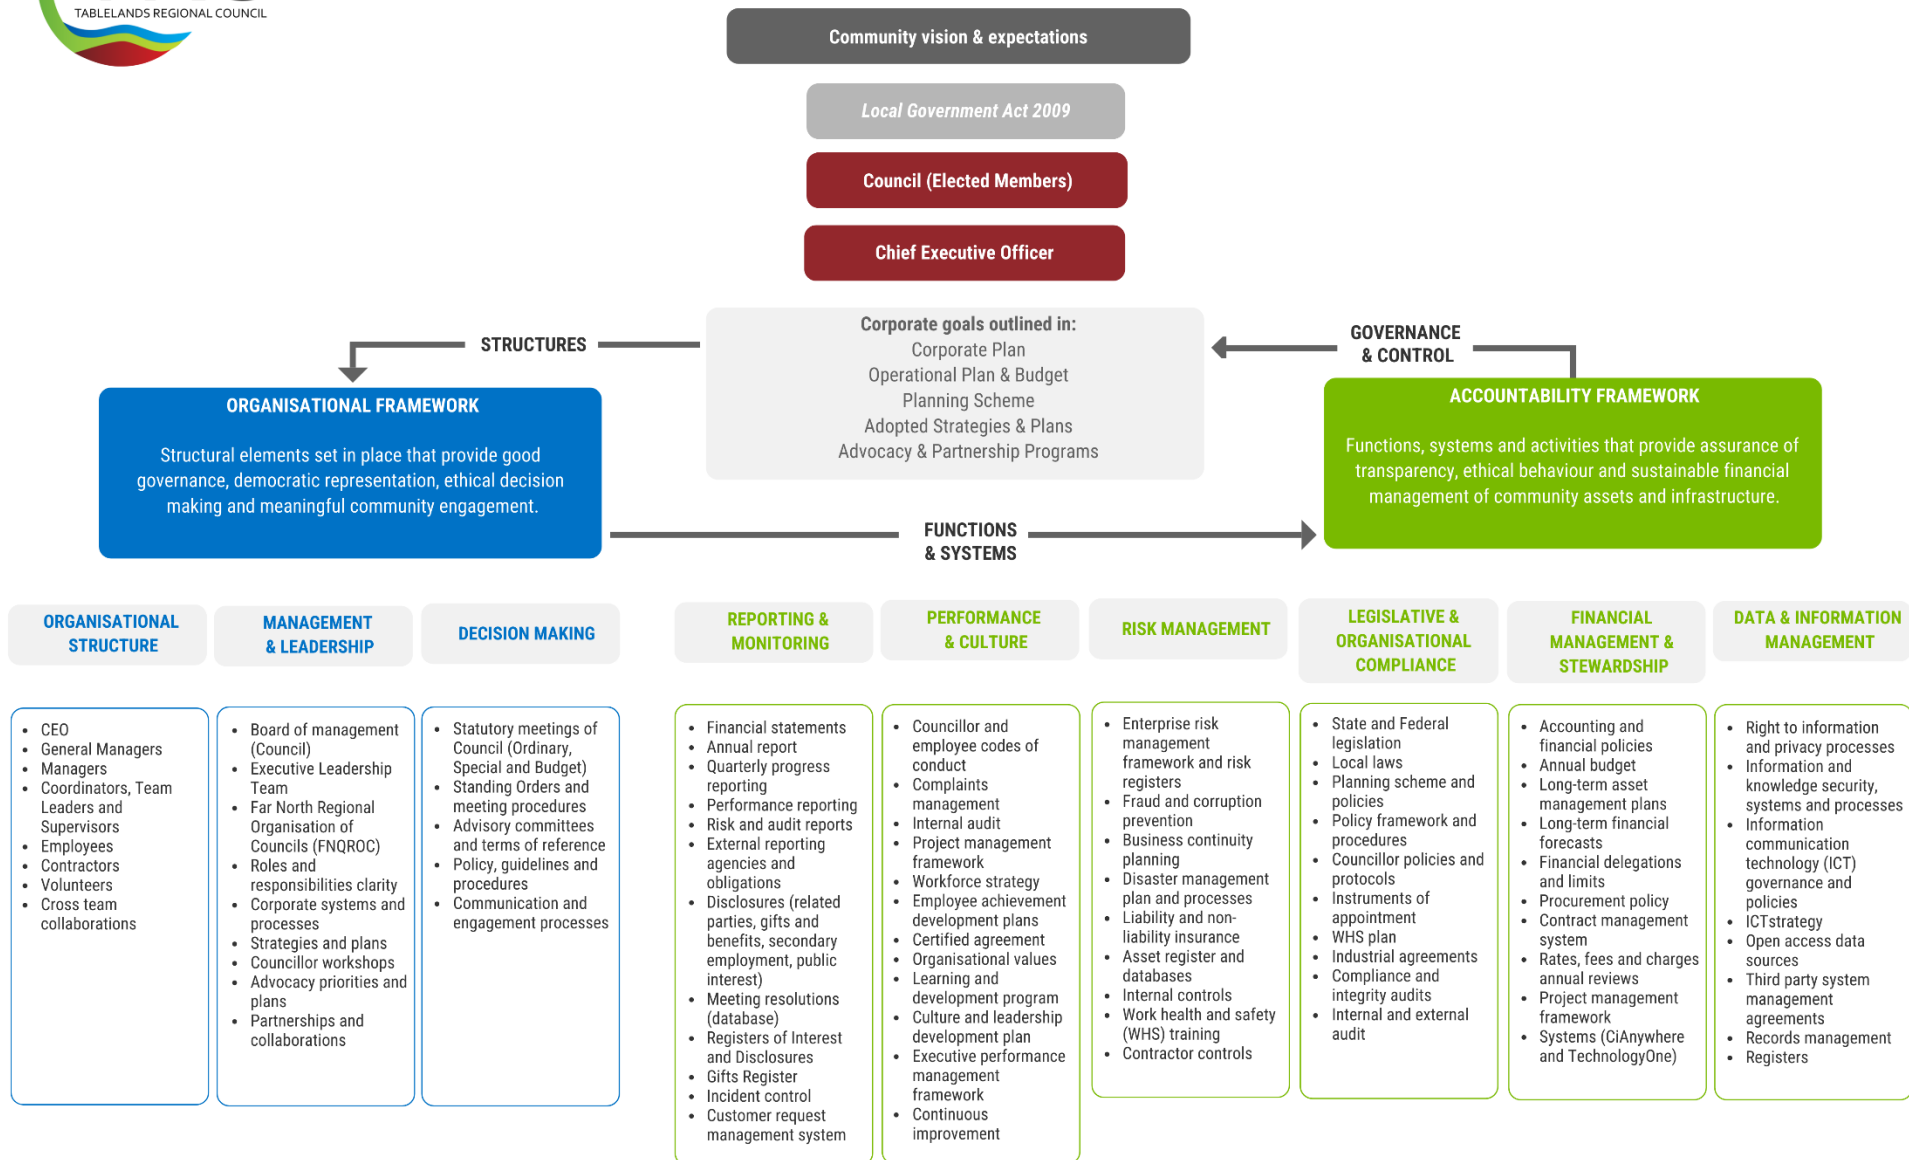 TABLELANDS REGIONAL COUNCIL
Community vision & expectations
Local Government Act 2009
Council (Elected Members)
Chief Executive Officer
Corporate goals outlined in:
Corporate Plan
Operational Plan & Budget
Planning Scheme
Adopted Strategies & Plans
Advocacy & Partnership Programs
STRUCTURES
GOVERNANCE
& CONTROL
ORGANISATIONAL FRAMEWORK
Structural elements set in place that provide good
governance, democratic representation, ethical decision
making and meaningful community engagement.
ACCOUNTABILITY FRAMEWORK
Functions, systems and activities that provide assurance of
transparency, ethical behaviour and sustainable financial
management of community assets and infrastructure.
FUNCTIONS
& SYSTEMS
ORGANISATIONAL
STRUCTURE
• CEO
• General Managers
• Managers
• Coordinators, Team
Leaders and
Supervisors
• Employees
• Contractors
• Volunteers
• Cross team
collaborations
MANAGEMENT
& LEADERSHIP
• Board of management
(Council)
• Executive Leadership
Team
• Far North Regional
Organisation of
Councils (FNQROC)
• Roles and
responsibilities clarity
• Corporate systems and
processes
• Strategies and plans
• Councillor workshops
• Advocacy priorities and
plans
• Partnerships and
collaborations
DECISION MAKING
• Statutory meetings of
Council (Ordinary,
Special and Budget)
• Standing Orders and
meeting procedures
• Advisory committees
and terms of reference
• Policy, guidelines and
procedures
• Communication and
engagement processes
REPORTING &
MONITORING
• Financial statements
• Annual report
• Quarterly progress
reporting
• Performance reporting
• Risk and audit reports
• External reporting
agencies and
obligations
• Disclosures (related
parties, gifts and
benefits, secondary
employment, public
interest)
• Meeting resolutions
(database)
• Registers of Interest
and Disclosures
• Gifts Register
• Incident control
• Customer request
management system
PERFORMANCE
& CULTURE
• Councillor and
employee codes of
conduct
• Complaints
management
• Internal audit
• Project management
framework
• Workforce strategy
• Employee achievement
development plans
• Certified agreement
• Organisational values
• Learning and
development program
• Culture and leadership
development plan
• Executive performance
management
framework
• Continuous
improvement
RISK MANAGEMENT
• Enterprise risk
management
framework and risk
registers
• Fraud and corruption
prevention
• Business continuity
planning
• Disaster management
plan and processes
• Liability and non-
liability insurance
• Asset register and
databases
• Internal controls
• Work health and safety
(WHS) training
• Contractor controls
LEGISLATIVE &
ORGANISATIONAL
COMPLIANCE
• State and Federal
legislation
• Local laws
• Planning scheme and
policies
• Policy framework and
procedures
• Councillor policies and
protocols
• Instruments of
appointment
• WHS plan
• Industrial agreements
• Compliance and
integrity audits
• Internal and external
audit
FINANCIAL
MANAGEMENT &
STEWARDSHIP
• Accounting and
financial policies
• Annual budget
• Long-term asset
management plans
• Long-term financial
forecasts
• Financial delegations
and limits
• Procurement policy
• Contract management
system
• Rates, fees and charges
annual reviews
• Project management
framework
• Systems (CiAnywhere
and TechnologyOne)
DATA & INFORMATION
MANAGEMENT
• Right to information
and privacy processes
• Information and
knowledge security,
systems and processes
• Information
communication
technology (ICT)
governance and
policies
• ICTstrategy
• Open access data
sources
• Third party system
management
agreements
• Records management
• Registers